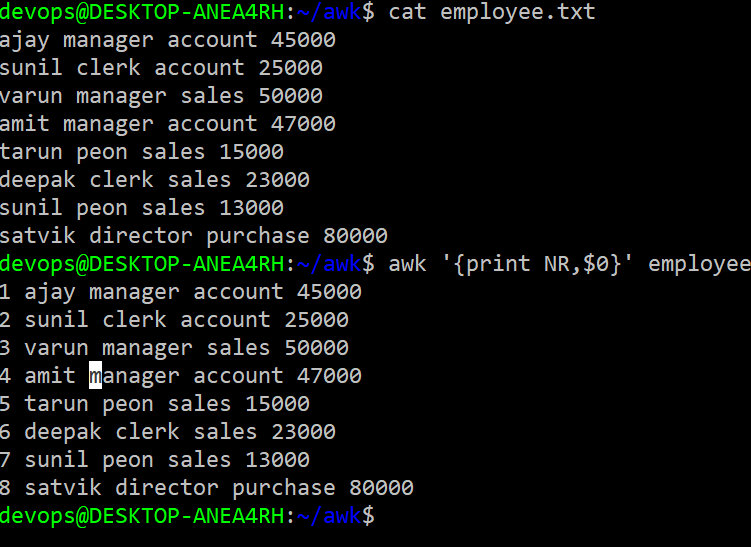 devops@DESKTOP-ANEA4RH:~/awk$ cat employee.txt
ajay manager account 45000
sunil clerk account 25000
varun manager sales 50000
amit manager account 47000
tarun peon sales 15000
deepak clerk sales 23000
sunil peon sales 13000
satvik director purchase 80000
devops@DESKTOP-ANEA4RH:~/awk$ awk '{print NR,$0}' employee
1 ajay manager account 45000
2 sunil clerk account 25000
3 varun manager sales 50000
4 amit manager account 47000
5 tarun peon sales 15000
6 deepak clerk sales 23000
7 sunil peon sales 13000
8 satvik director purchase 80000
devops@DESKTOP-ANEA4RH:~/awk$